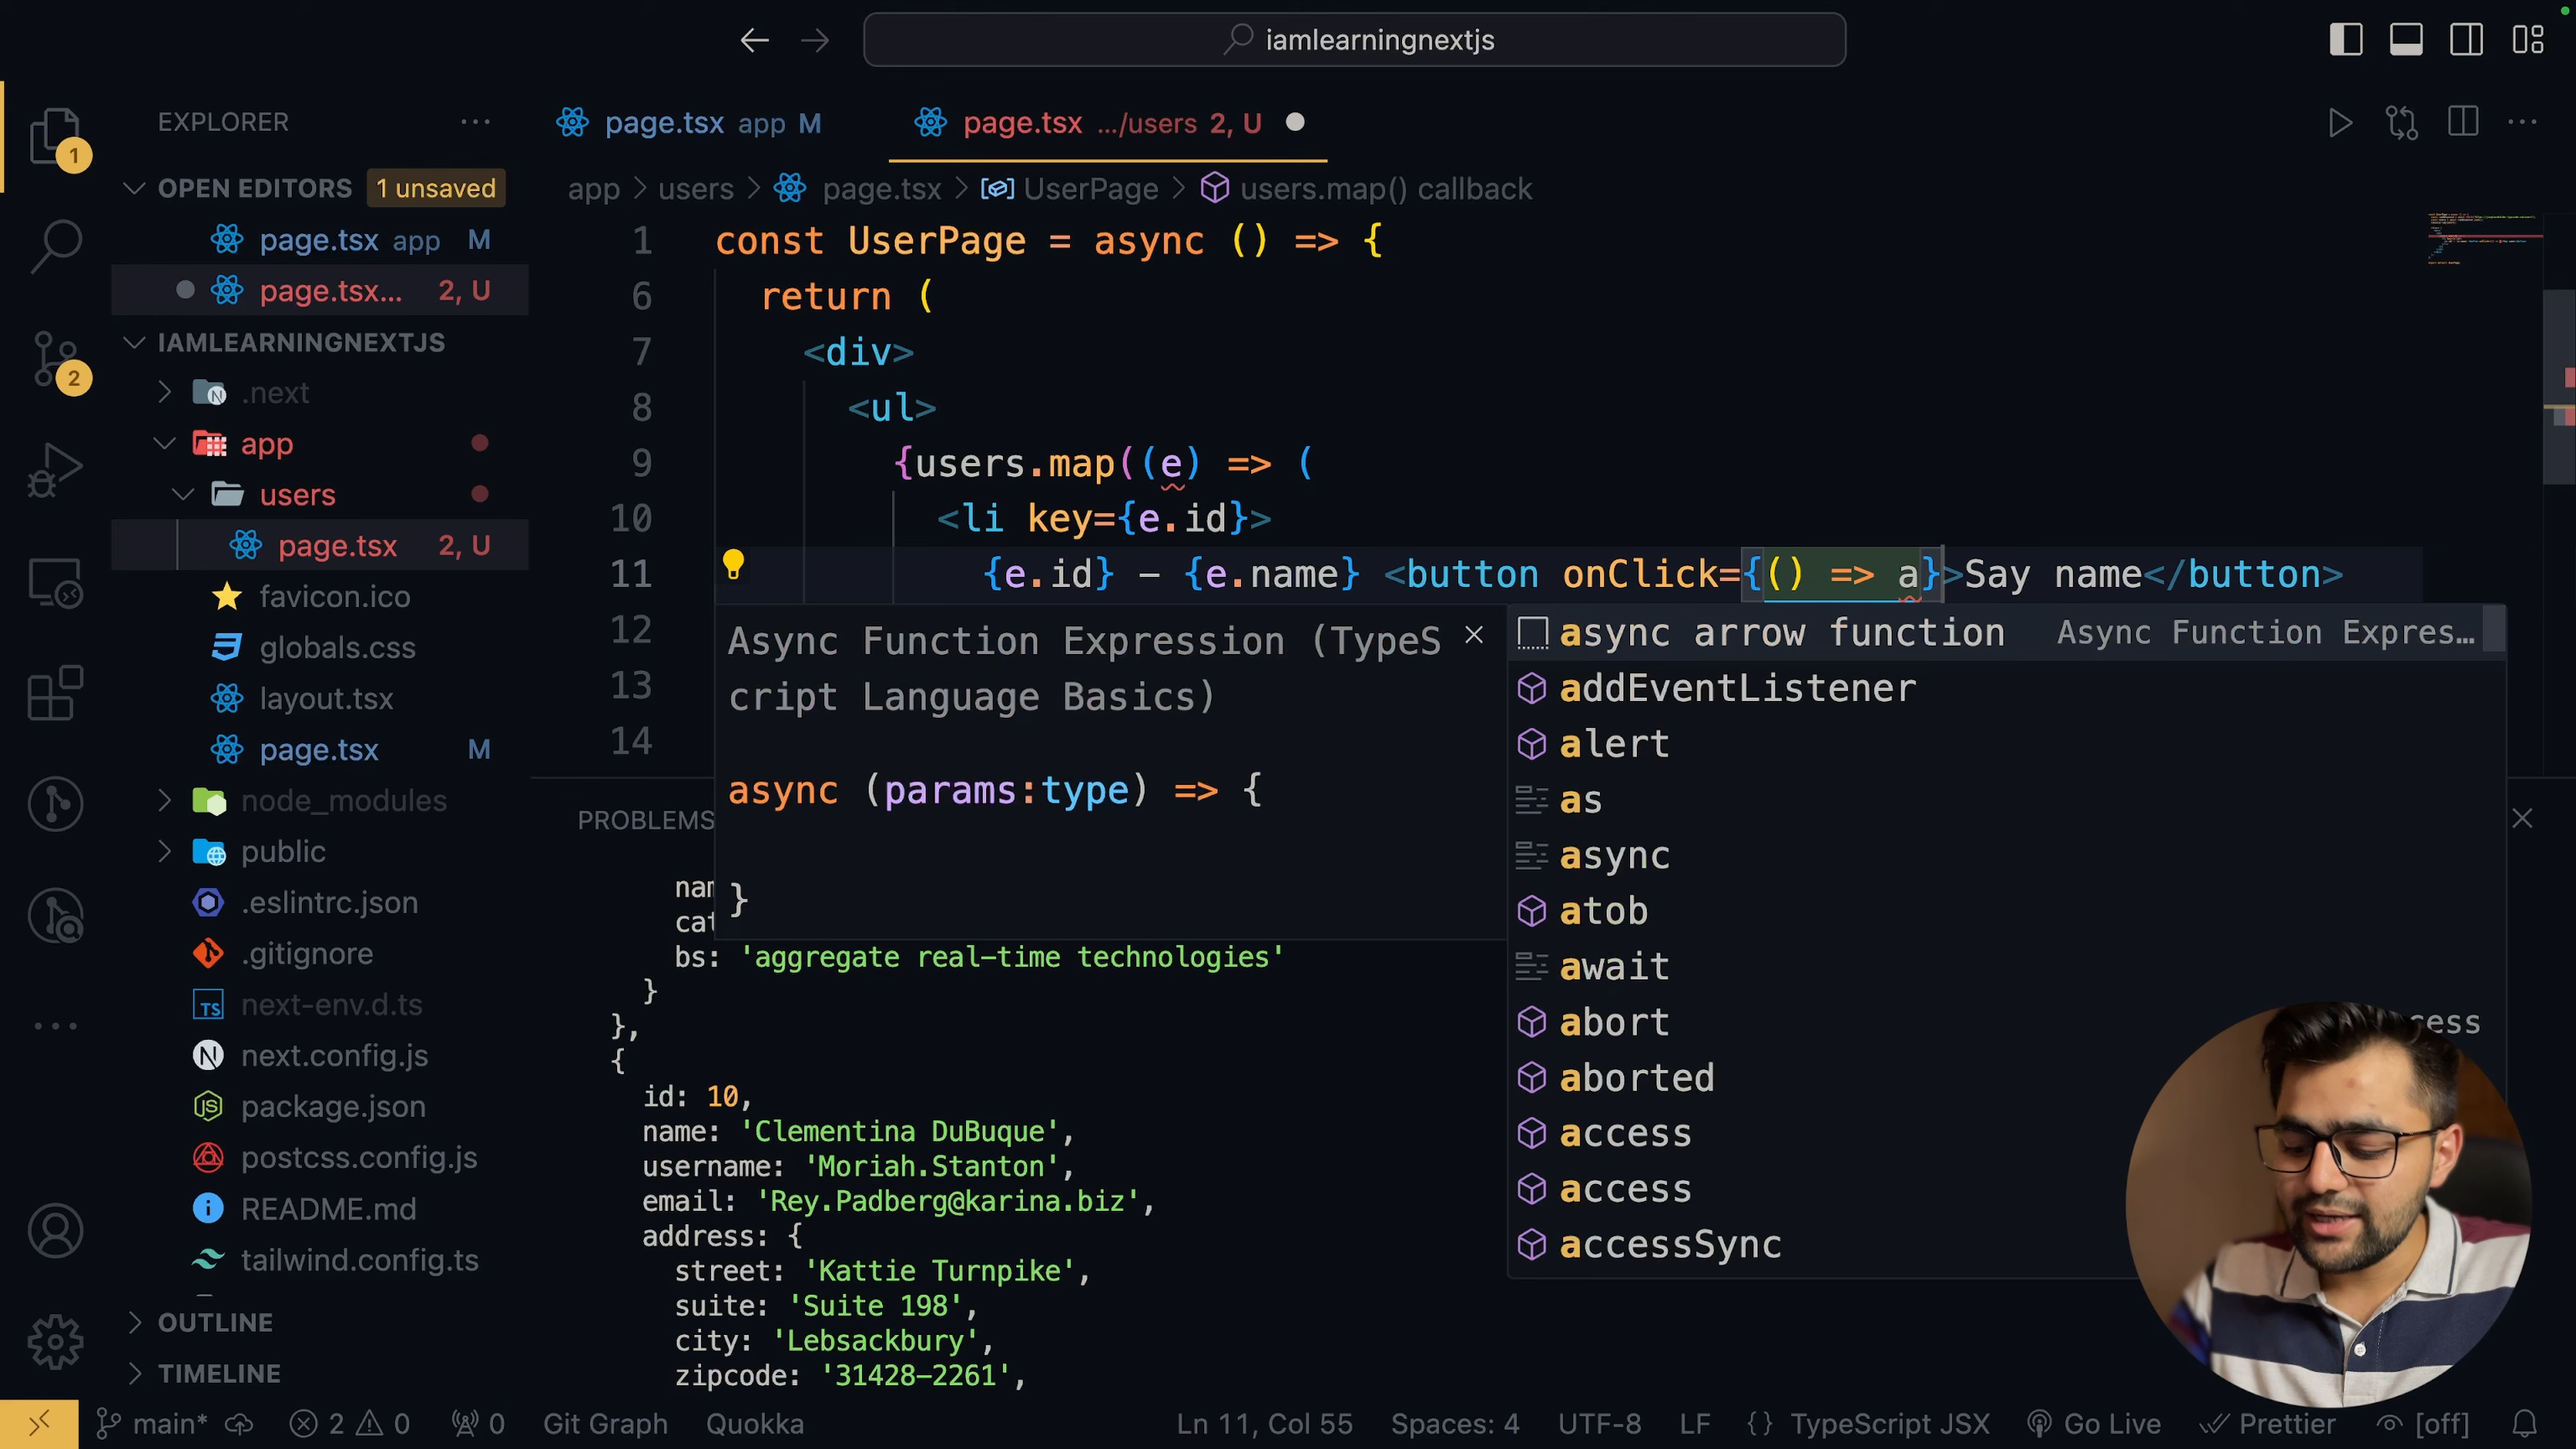 iamlearningnextjs
EXPLORER
OPEN EDITORS 1 unsaved
page.tsx app M
page.tsx... 2, U
IAMLEARNINGNEXTJS
.next
app
users
page.tsx 2, U
favicon.ico
globals.css
layout.tsx
page.tsx M
node_modules
public
.eslintrc.json
.gitignore
next-env.d.ts
next.config.js
package.json
postcss.config.js
README.md
tailwind.config.ts
OUTLINE
TIMELINE
1
2
page.tsx app M
page.tsx .../users 2, U
app > users > page.tsx > UserPage > users.map() callback
1 const UserPage = async () => {
6 return (
7 <div>
8 <ul>
9 {users.map((e) => (
10 <li key={e.id}>
11 {e.id} - {e.name} <button onClick={() => a}>Say name</button>
12
13
14
Async Function Expression (TypeS
cript Language Basics)
async (params:type) => {
}
async arrow function Async Function Expres...
addEventListener
alert
as
async
atob
await
abort
aborted
access
access
accessSync
PROBLEMS
bs: 'aggregate real-time technologies'
}
},
{
id: 10,
name: 'Clementina DuBuque',
username: 'Moriah.Stanton',
email: 'Rey.Padberg@karina.biz',
address: {
street: 'Kattie Turnpike',
suite: 'Suite 198',
city: 'Lebsackbury',
zipcode: '31428-2261',
main* 2 0 0 Git Graph Quokka Ln 11, Col 55 Spaces: 4 UTF-8 LF {} TypeScript JSX Go Live Prettier [off]